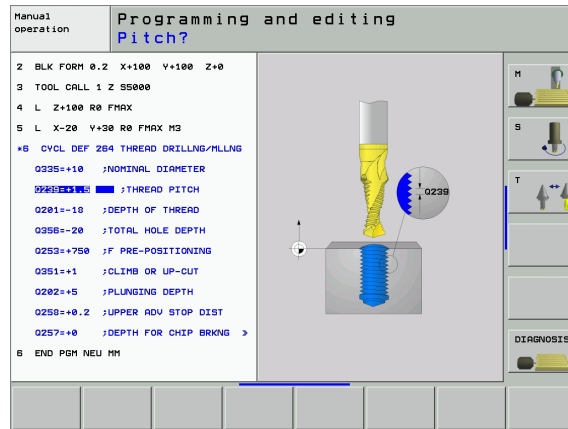 Manual
operation
Programming and editing
Pitch?
2 BLK FORM 0.2 X+100 Y+100 Z+0
3 TOOL CALL 1 Z S5000
4 L Z+100 R0 FMAX
5 L X-20 Y+30 R0 FMAX M3
*6 CYCL DEF 264 THREAD DRILLNG/MLLNG
Q335=+10 ;NOMINAL DIAMETER
Q239=+1.5 ;THREAD PITCH
Q201=-18 ;DEPTH OF THREAD
Q356=-20 ;TOTAL HOLE DEPTH
Q253=+750 ;F PRE-POSITIONING
Q351=+1 ;CLIMB OR UP-CUT
Q202=+5 ;PLUNGING DEPTH
Q258=+0.2 ;UPPER ADV STOP DIST
Q257=+0 ;DEPTH FOR CHIP BRKNG »
6 END PGM NEU MM
Q239
M
S
T
DIAGNOSIS